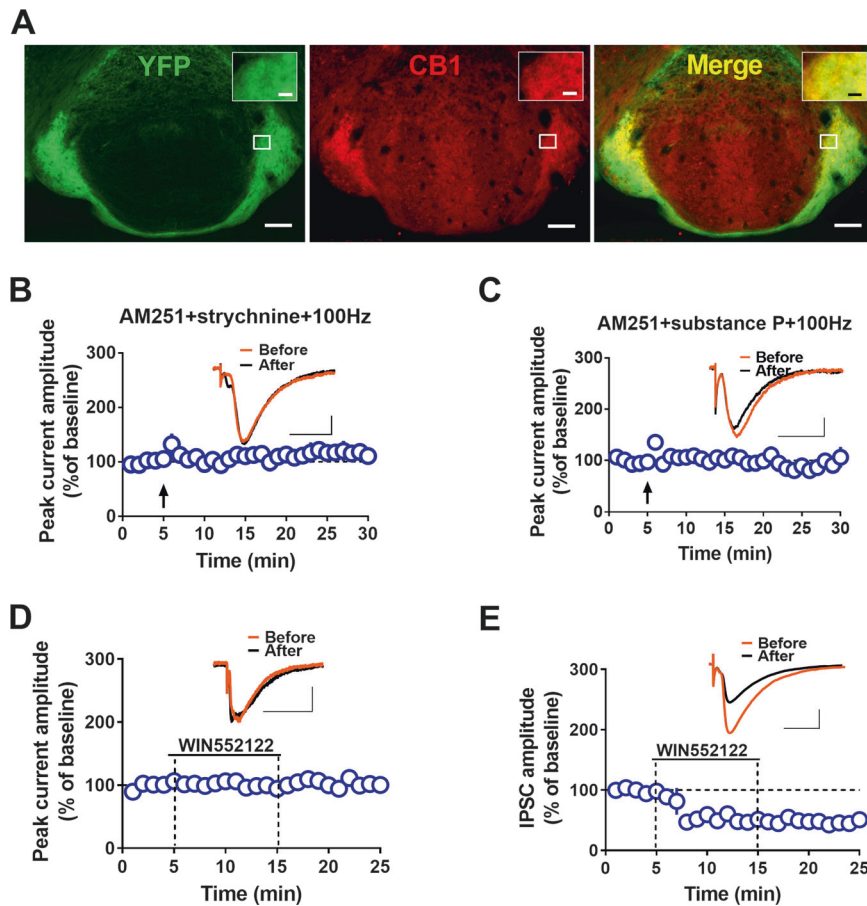 A
YFP
CB1
Merge
B
AM251+strychnine+100Hz
Peak current amplitude
(%of baseline)
300
200
100
0
Before
After
0 5 10 15 20 25 30
Time (min)
C
AM251+substance P+100Hz
Peak current amplitude
(%of baseline)
300
200
100
0
Before
After
0 5 10 15 20 25 30
Time (min)
D
Peak current amplitude
(% of baseline)
300
200
100
0
Before
After
WIN552122
0 5 10 15 20 25
Time (min)
E
IPSC amplitude
(% of baseline)
300
200
100
0
Before
After
WIN552122
0 5 10 15 20 25
Time (min)